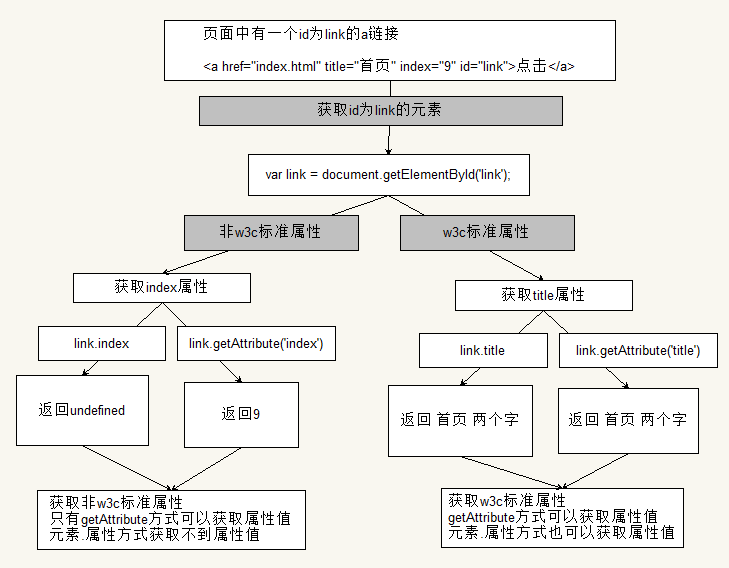 页面中有一个id为link的a链接
<a href="index.html" title="首页" index="9" id="link">点击</a>
获取id为link的元素
var link = document.getElementById('link');
非w3c标准属性
w3c标准属性
获取index属性
获取title属性
link.index
link.getAttribute('index')
link.title
link.getAttribute('title')
返回undefined
返回9
返回 首页 两个字
返回 首页 两个字
获取非w3c标准属性
只有getAttribute方式可以获取属性值
元素.属性方式获取不到属性值
获取w3c标准属性
getAttribute方式可以获取属性值
元素.属性方式也可以获取属性值